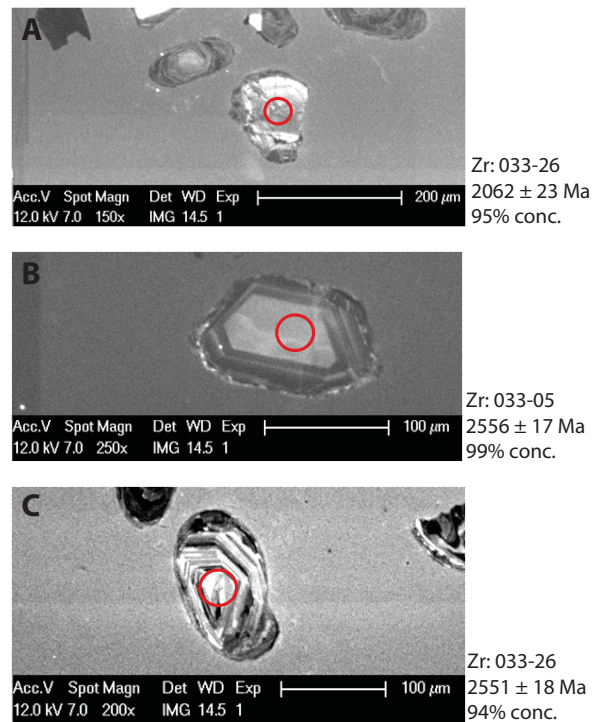 A
Acc.V Spot Magn Det WD Exp 200 µm
12.0 kV 7.0 150x IMG 14.5 1
Zr: 033-26
2062 ± 23 Ma
95% conc.
B
Acc.V Spot Magn Det WD Exp 100 µm
12.0 kV 7.0 250x IMG 14.5 1
Zr: 033-05
2556 ± 17 Ma
99% conc.
C
Acc.V Spot Magn Det WD Exp 100 µm
12.0 kV 7.0 200x IMG 14.5 1
Zr: 033-26
2551 ± 18 Ma
94% conc.